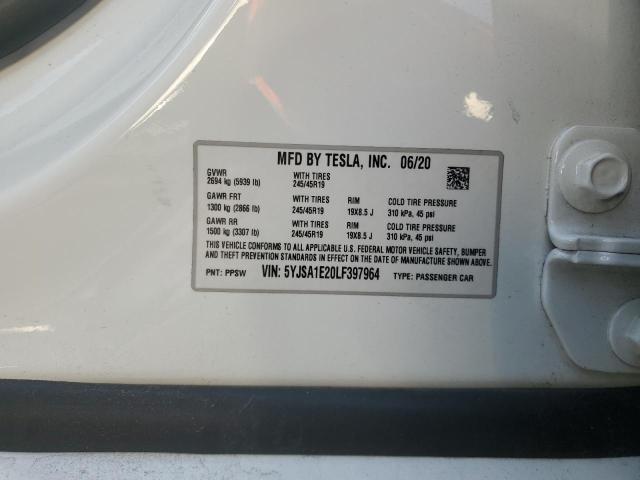 MFD BY TESLA, INC. 06/20
GVWR WITH TIRES
2694 kg (5939 lb) 245/45R19
GAWR FRT WITH TIRES RIM COLD TIRE PRESSURE
1300 kg (2866 lb) 245/45R19 19X8.5 J 310 kPa, 45 psi
GAWR RR WITH TIRES RIM COLD TIRE PRESSURE
1500 kg (3307 lb) 245/45R19 19X8.5 J 310 kPa, 45 psi
THIS VEHICLE CONFORMS TO ALL APPLICABLE U.S. FEDERAL MOTOR VEHICLE SAFETY, BUMPER
AND THEFT PREVENTION STANDARDS IN EFFECT ON THE DATE OF MANUFACTURE SHOWN ABOVE.
PNT: PPSW VIN: 5YJSA1E20LF397964 TYPE: PASSENGER CAR